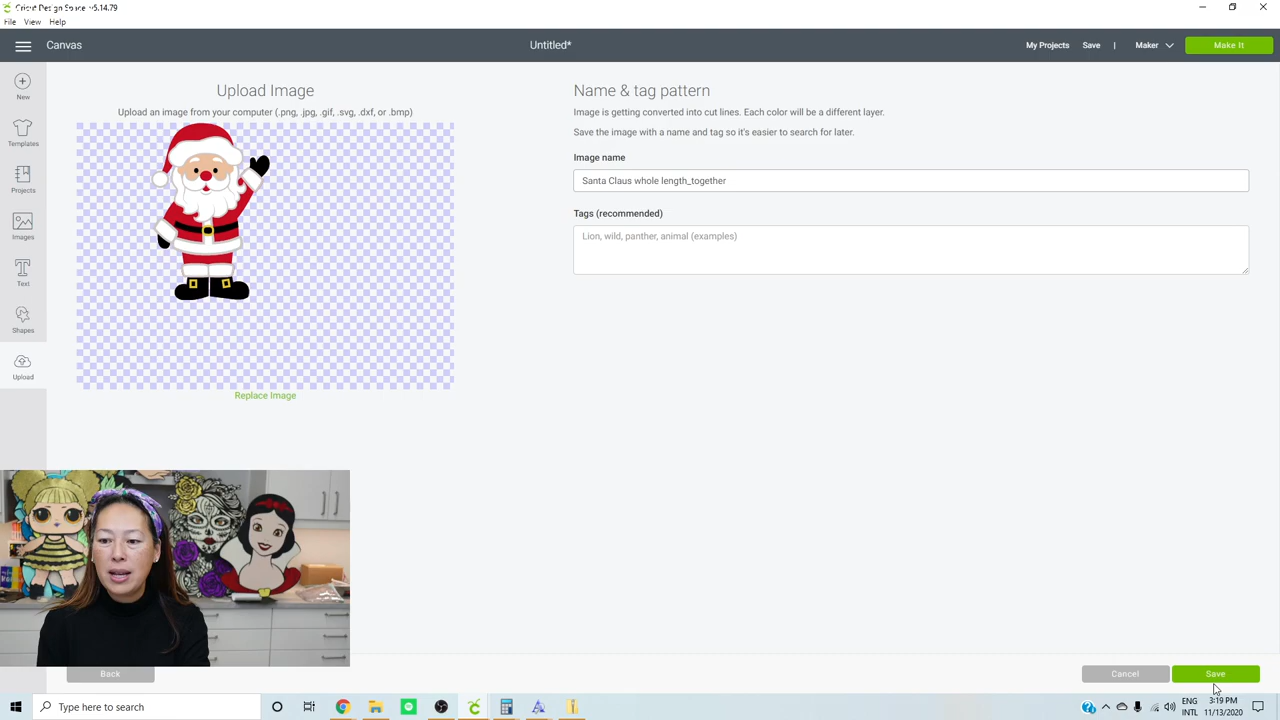 Cricut Design Space v6.14.79
File View Help
Canvas
Untitled*
My Projects Save | Maker Make It
New
Templates
Projects
Images
Text
Shapes
Upload
Upload Image
Upload an image from your computer (.png, .jpg, .gif, .svg, .dxf, or .bmp)
Replace Image
Name & tag pattern
Image is getting converted into cut lines. Each color will be a different layer.
Save the image with a name and tag so it's easier to search for later.
Image name
Santa Claus whole length_together
Tags (recommended)
Lion, wild, panther, animal (examples)
Back
Cancel
Save
Type here to search
ENG
INTL
3:19 PM
11/13/2020